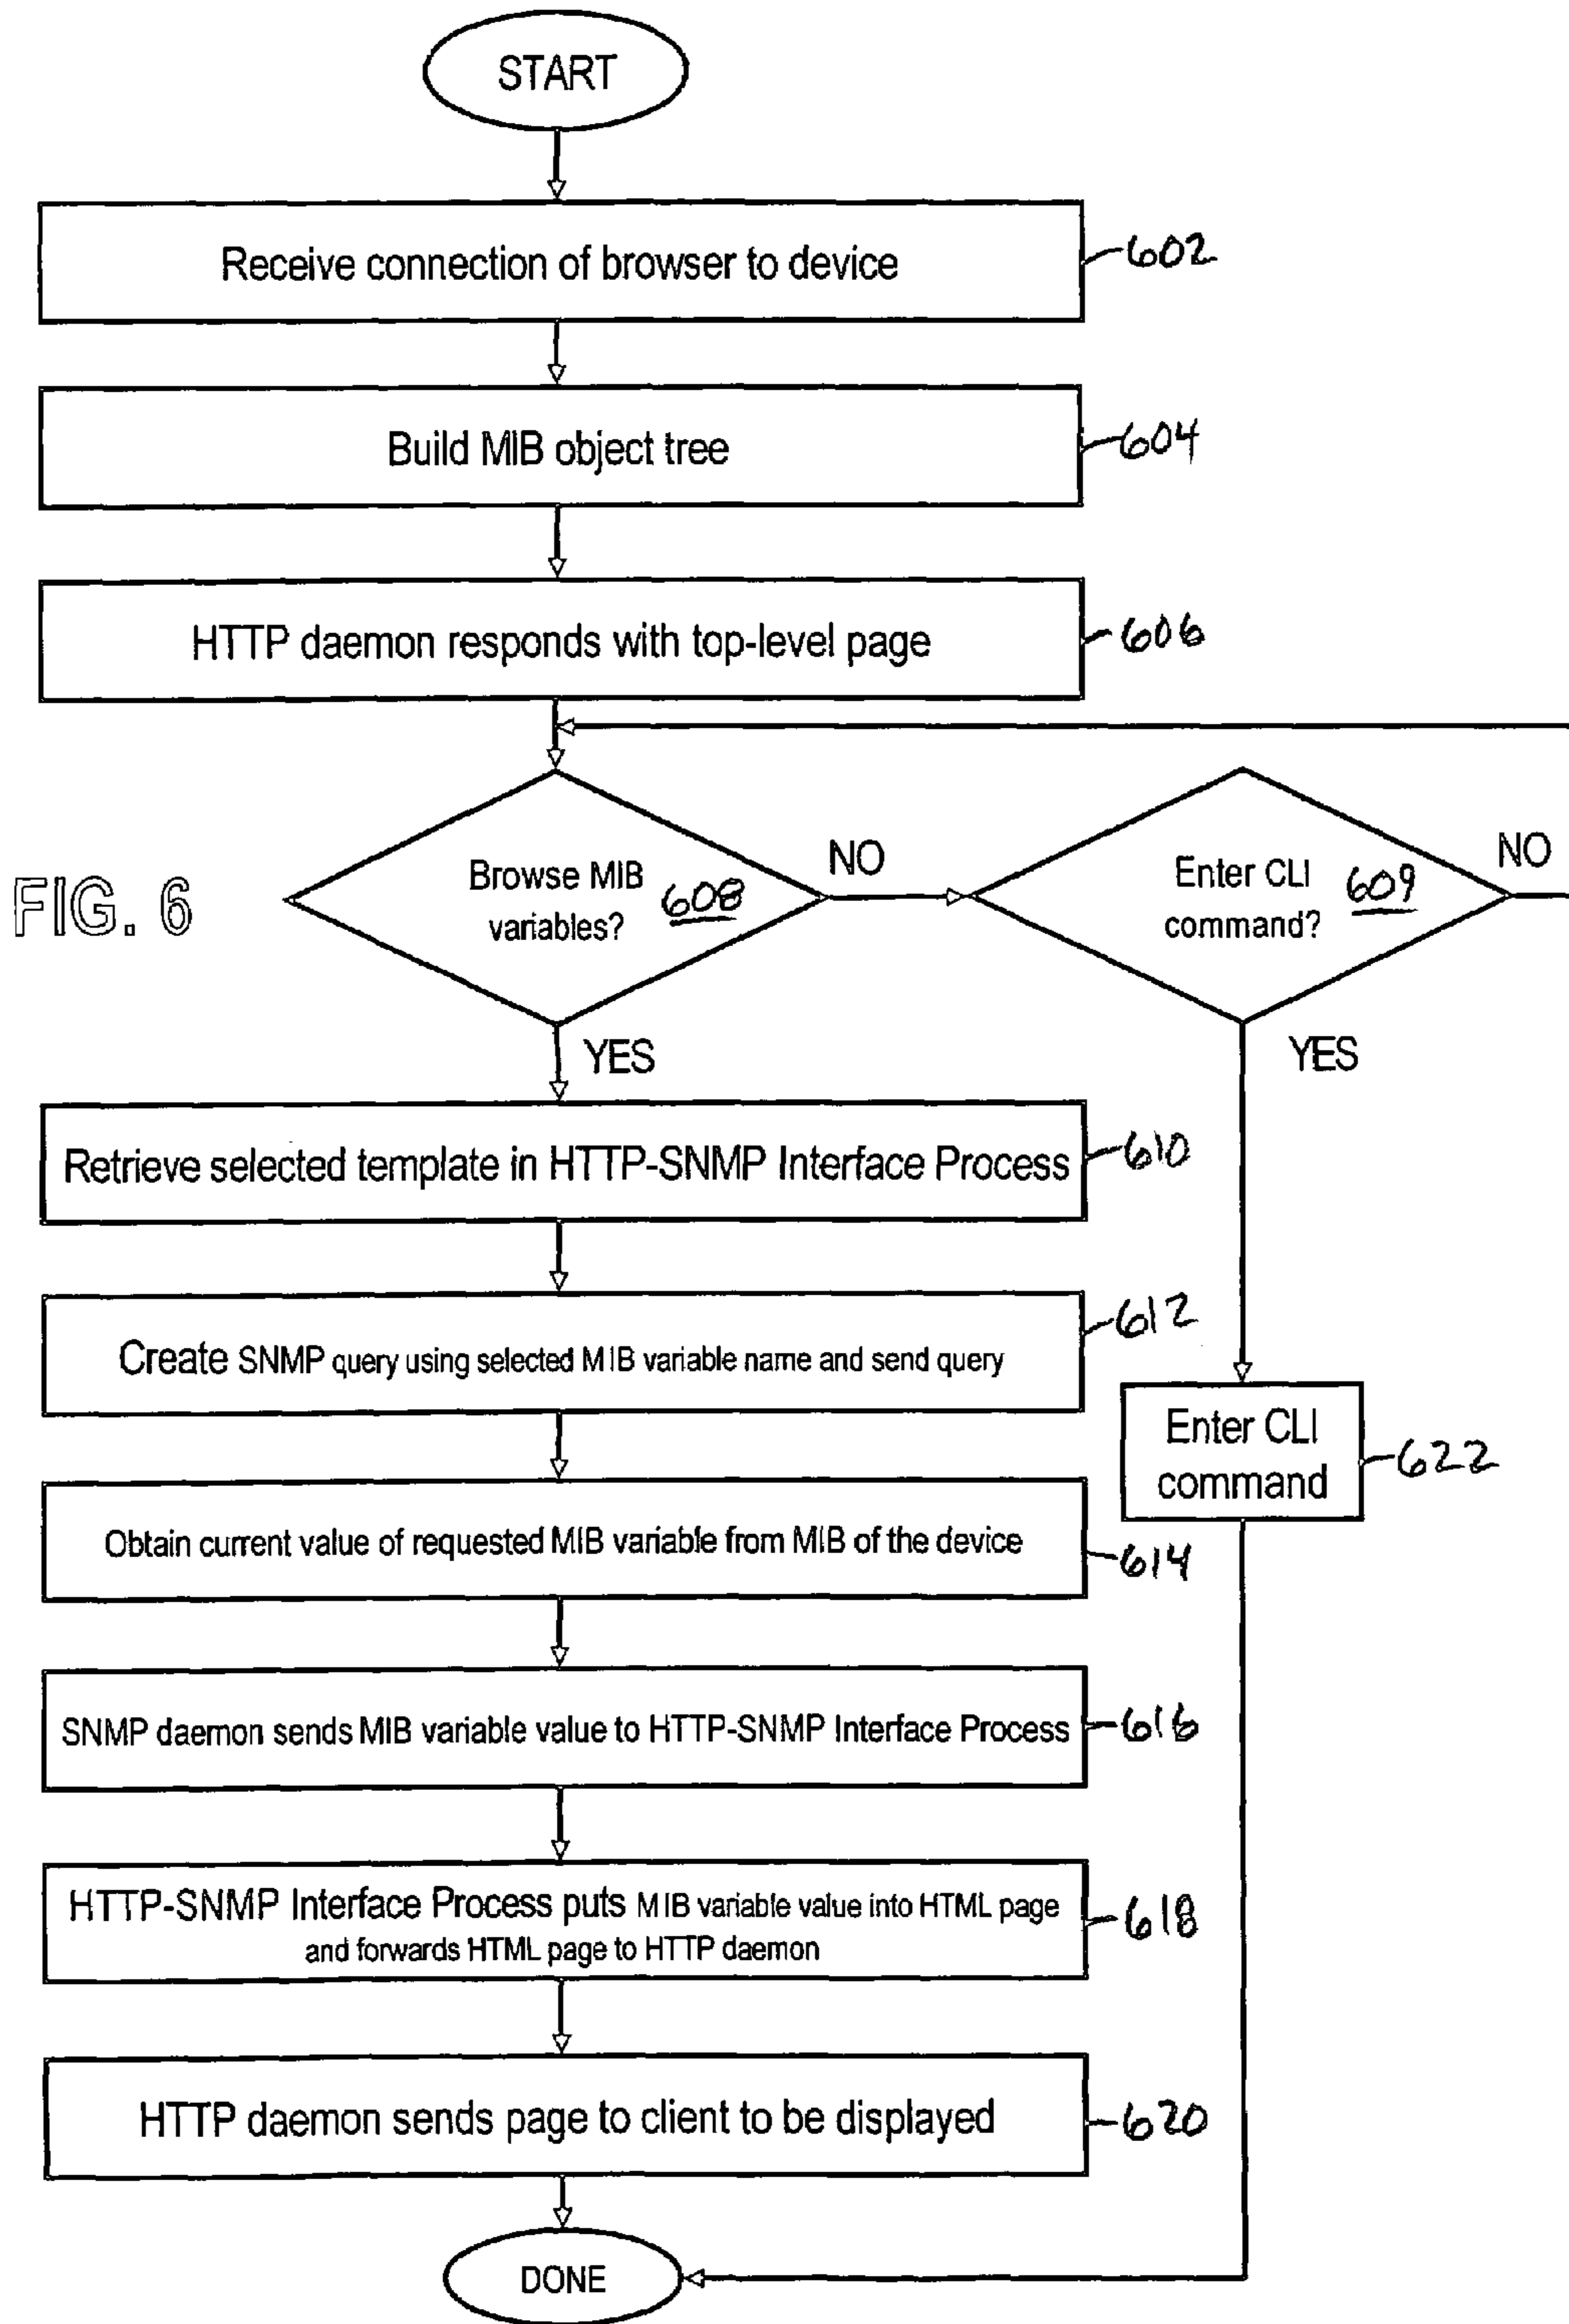 START
Receive connection of browser to device
602
Build MIB object tree
604
HTTP daemon responds with top-level page
606
FIG. 6
Browse MIB
variables?
608
NO
Enter CLI
command?
609
NO
YES
YES
Retrieve selected template in HTTP-SNMP Interface Process
610
Create SNMP query using selected MIB variable name and send query
612
Enter CLI
command
622
Obtain current value of requested MIB variable from MIB of the device
614
SNMP daemon sends MIB variable value to HTTP-SNMP Interface Process
616
HTTP-SNMP Interface Process puts MIB variable value into HTML page
and forwards HTML page to HTTP daemon
618
HTTP daemon sends page to client to be displayed
620
DONE